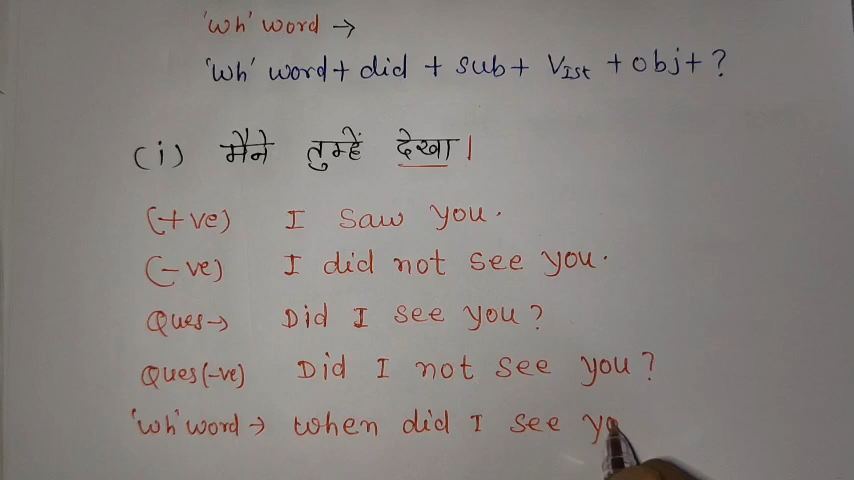 'wh' word →
'Wh' word + did + sub + V1st + obj + ?
(i) मैने तुम्हें देखा।
(+ve) I saw you.
(-ve) I did not see you.
Ques→ Did I see you?
Ques(-ve) Did I not see you?
'wh' word → when did I see yo